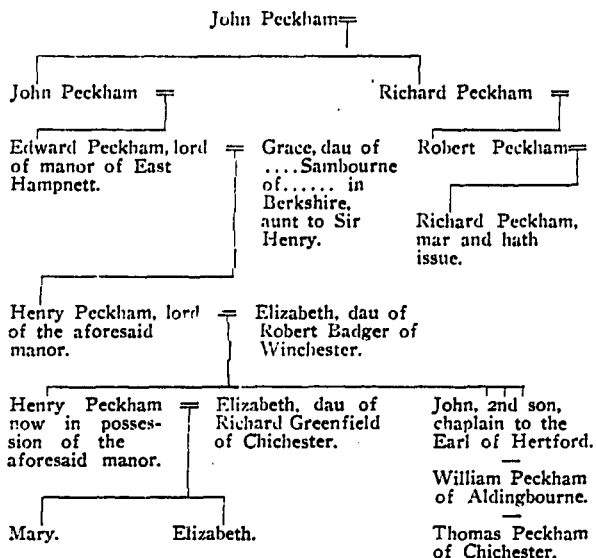 John Peckham
John Peckham
Richard Peckham
Edward Peckham, lord
of manor of East
Hampnett.
Grace, dau of
....Sambourne
of...... in
Berkshire,
aunt to Sir
Henry.
Robert Peckham
Richard Peckham,
mar and hath
issue.
Henry Peckham, lord
of the aforesaid
manor.
Elizabeth, dau of
Robert Badger of
Winchester.
Henry Peckham
now in posses-
sion of the
aforesaid manor.
Elizabeth, dau of
Richard Greenfield
of Chichester.
John, 2nd son,
chaplain to the
Earl of Hertford.
William Peckham
of Aldingbourne.
Thomas Peckham
of Chichester.
Mary.
Elizabeth.